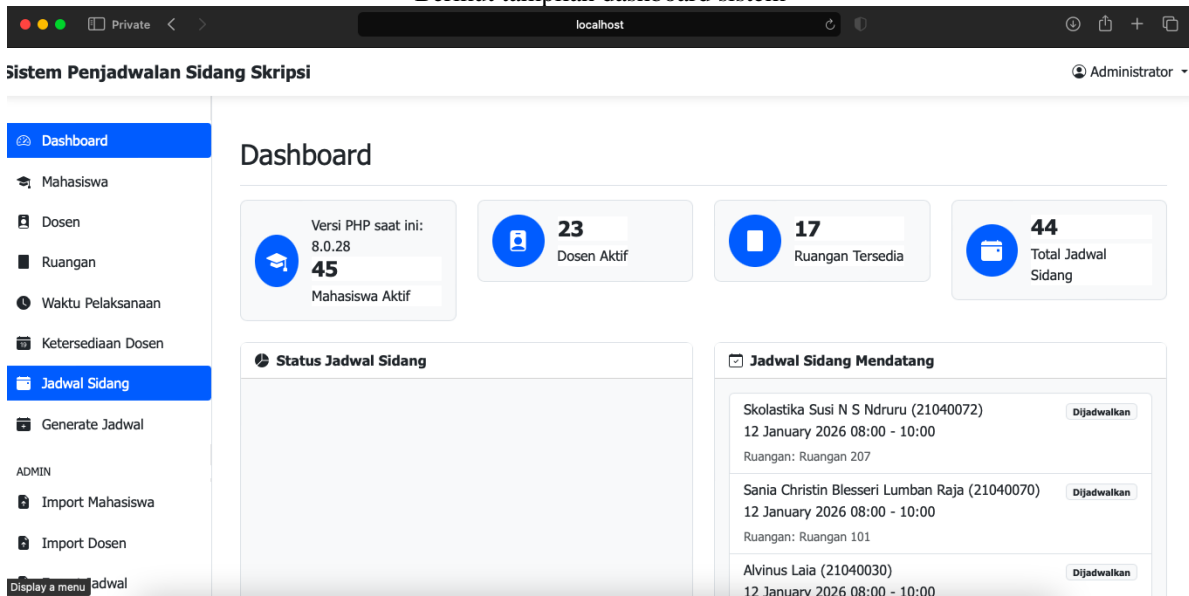 Berikut tampilan dashboard sistem
Private
localhost
Sistem Penjadwalan Sidang Skripsi
Administrator
Dashboard
Mahasiswa
Dosen
Ruangan
Waktu Pelaksanaan
19
Ketersediaan Dosen
Jadwal Sidang
Generate Jadwal
ADMIN
Import Mahasiswa
Import Dosen
adwal
Display a menu
Dashboard
Versi PHP saat ini:
8.0.28
45
Mahasiswa Aktif
23
Dosen Aktif
17
Ruangan Tersedia
44
Total Jadwal
Sidang
Status Jadwal Sidang
Jadwal Sidang Mendatang
Skolastika Susi N S Ndruru (21040072)
Dijadwalkan
12 January 2026 08:00 - 10:00
Ruangan: Ruangan 207
Sania Christin Blesseri Lumban Raja (21040070)
Dijadwalkan
12 January 2026 08:00 - 10:00
Ruangan: Ruangan 101
Alvinus Laia (21040030)
Dijadwalkan
12 January 2026 08:00 - 10:00